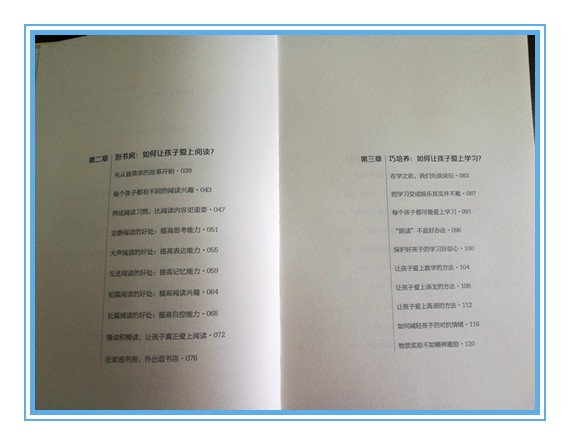 第二章 泡书房：如何让孩子爱上阅读？
先从最简单的故事开始·039
每个孩子都有不同的阅读兴趣·043
养成阅读习惯，比阅读内容更重要·047
安静阅读的好处：提高思考能力·051
大声阅读的好处：提高表达能力·055
反述阅读的好处：提高记忆能力·059
短篇阅读的好处：提高阅读兴趣·064
长篇阅读的好处：提高自控能力·068
慢读和精读，让孩子真正爱上阅读·072
在家泡书房，外出逛书店·076
第三章 巧培养：如何让孩子爱上学习？
在学之前，我们先谈谈玩·083
把学习变成娱乐其实并不难·087
每个孩子都可能爱上学习·091
“陪读”不是好办法·096
保护好孩子的学习自信心·100
让孩子爱上数学的方法·104
让孩子爱上语文的方法·108
让孩子爱上英语的方法·112
如何减轻孩子的对抗情绪·116
物质奖励不如精神激励·120